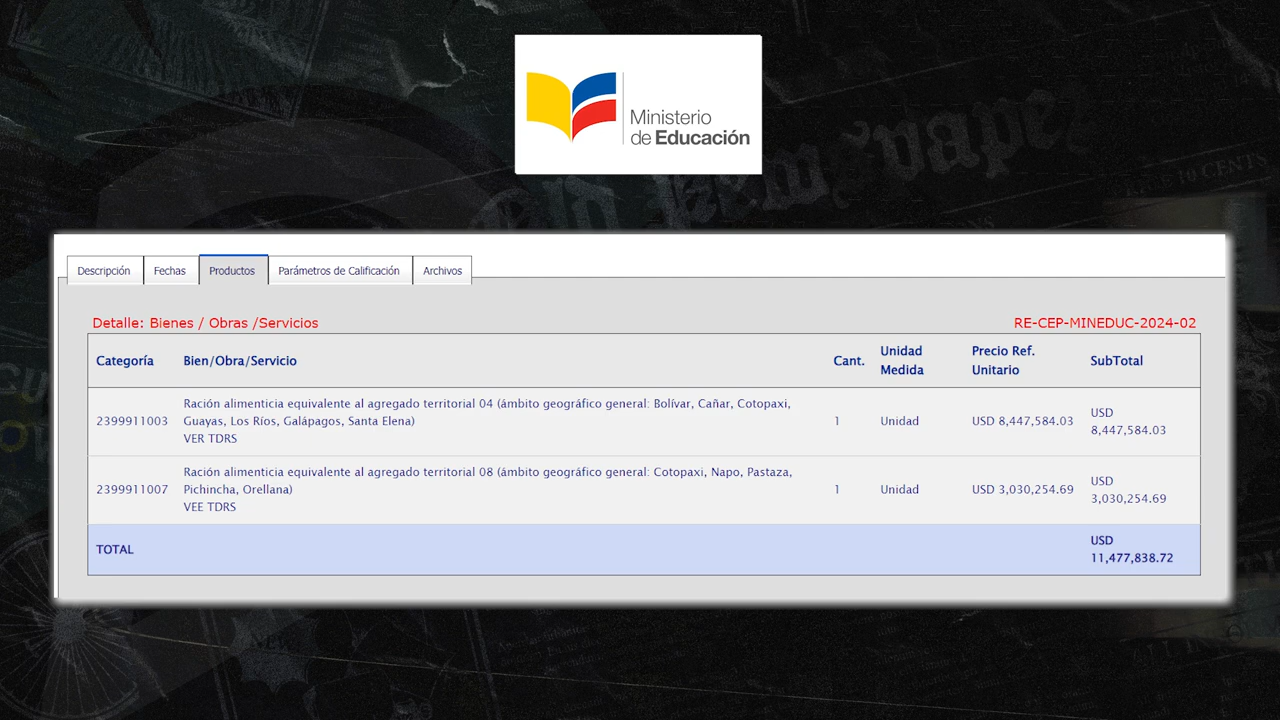 Ministerio
de Educación
Old Newspape
10 CENTS
Descripción
Fechas
Productos
Parámetros de Calificación
Archivos
Detalle: Bienes / Obras /Servicios
RE-CEP-MINEDUC-2024-02
Categoría
Bien/Obra/Servicio
Cant.
Unidad
Medida
Precio Ref.
Unitario
SubTotal
2399911003
Ración alimenticia equivalente al agregado territorial 04 (ámbito geográfico general: Bolívar, Cañar, Cotopaxi,
Guayas, Los Ríos, Galápagos, Santa Elena)
VER TDRS
1
Unidad
USD 8,447,584.03
USD
8,447,584.03
2399911007
Ración alimenticia equivalente al agregado territorial 08 (ámbito geográfico general: Cotopaxi, Napo, Pastaza,
Pichincha, Orellana)
VEE TDRS
1
Unidad
USD 3,030,254.69
USD
3,030,254.69
TOTAL
USD
11,477,838.72